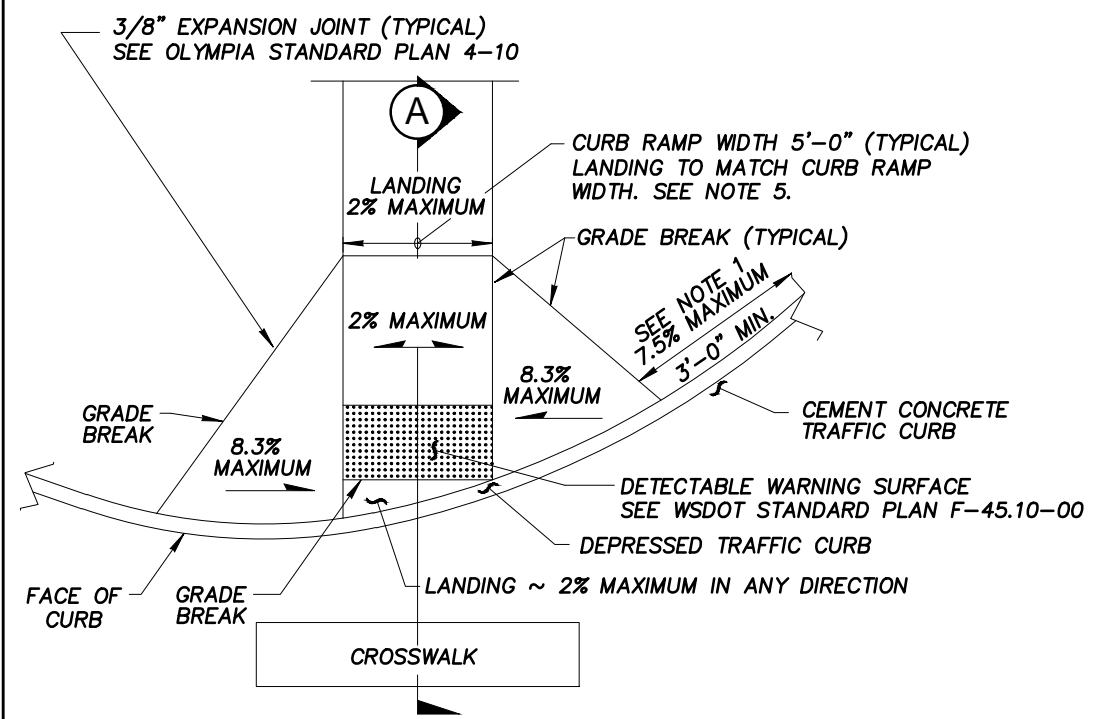 3/8" EXPANSION JOINT (TYPICAL)
SEE OLYMPIA STANDARD PLAN 4-10
A
CURB RAMP WIDTH 5'-0" (TYPICAL)
LANDING TO MATCH CURB RAMP
WIDTH. SEE NOTE 5.
LANDING
2% MAXIMUM
GRADE BREAK (TYPICAL)
SEE NOTE 1
7.5% MAXIMUM
3'-0" MIN.
2% MAXIMUM
8.3%
MAXIMUM
GRADE
BREAK
CEMENT CONCRETE
TRAFFIC CURB
8.3%
MAXIMUM
DETECTABLE WARNING SURFACE
SEE WSDOT STANDARD PLAN F-45.10-00
DEPRESSED TRAFFIC CURB
LANDING ~ 2% MAXIMUM IN ANY DIRECTION
FACE OF
CURB
GRADE
BREAK
CROSSWALK